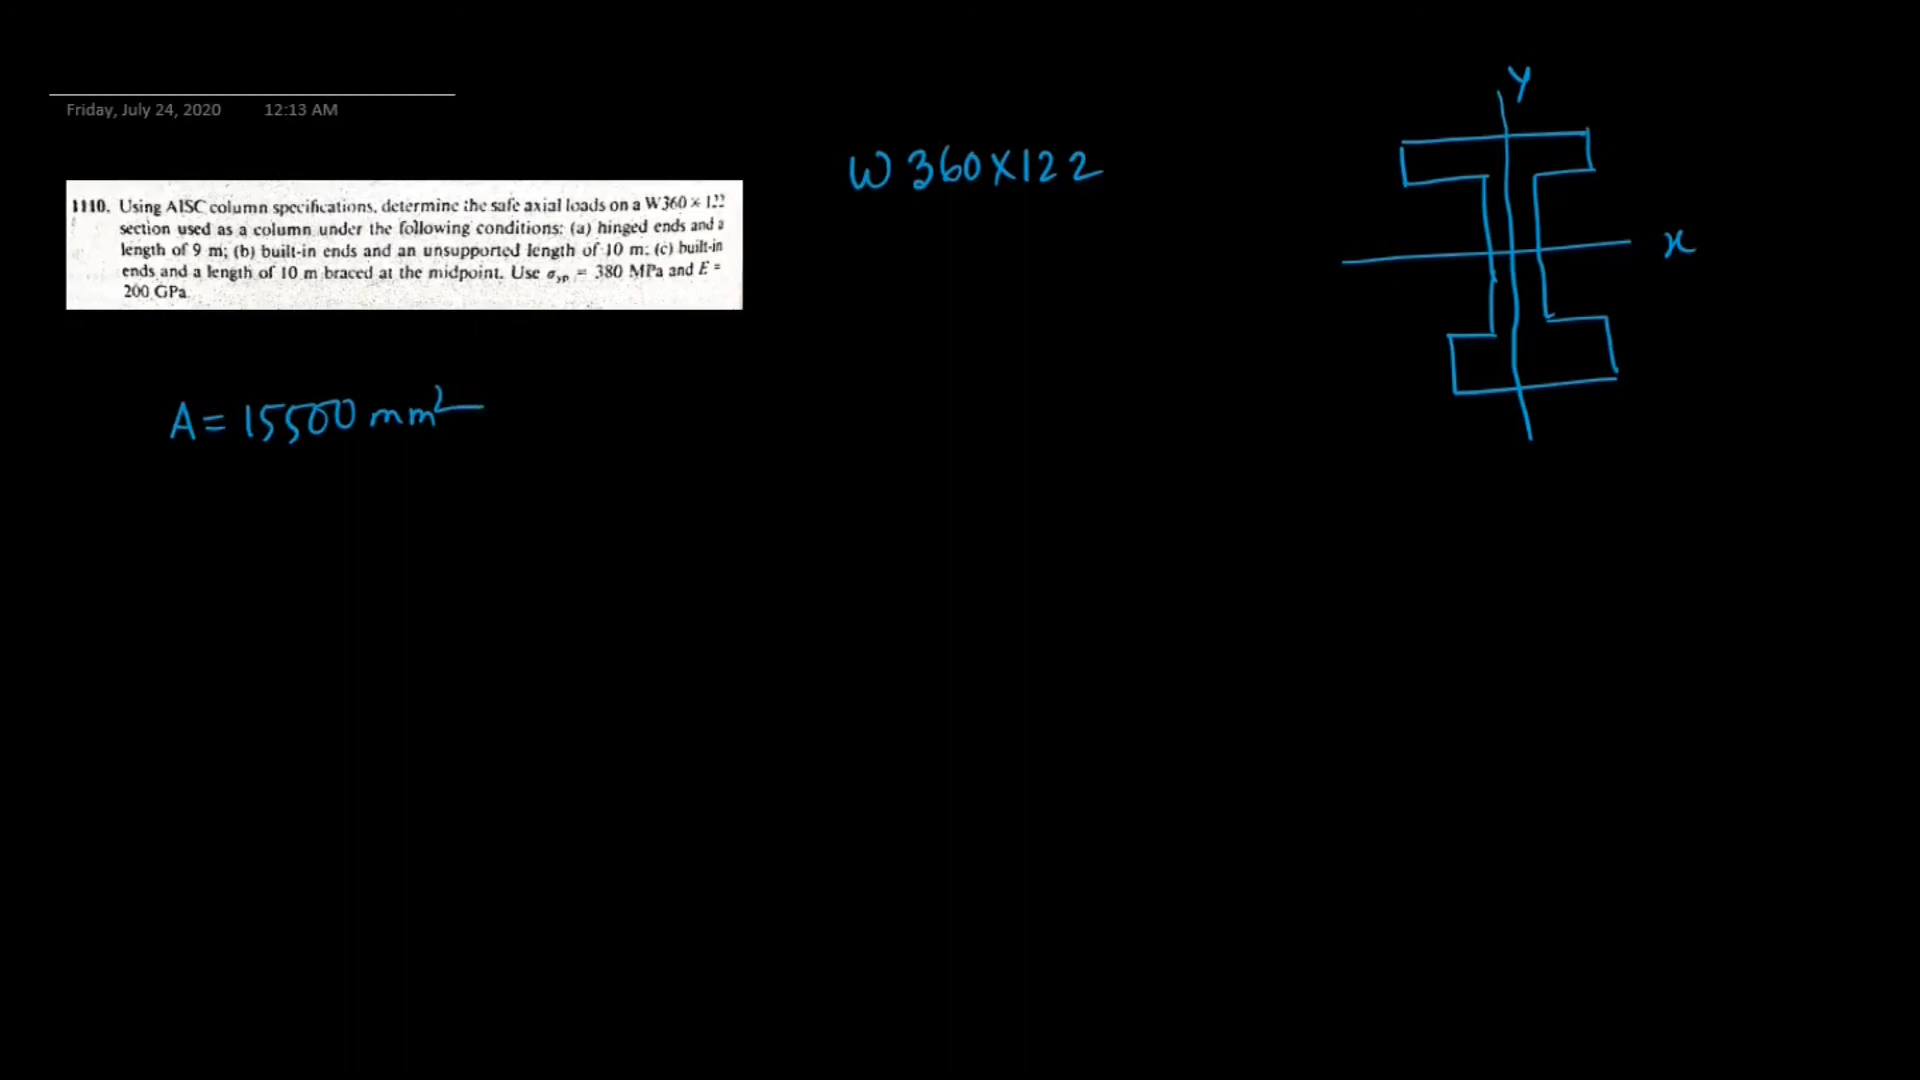 Friday, July 24, 2020 12:13 AM
1110. Using AISC column specifications, determine the safe axial loads on a W360 × 122
section used as a column under the following conditions: (a) hinged ends and a
length of 9 m; (b) built-in ends and an unsupported length of 10 m; (c) built-in
ends and a length of 10 m braced at the midpoint. Use σyp = 380 MPa and E =
200 GPa.
W 360 X 122
y
x
A = 15500 mm²